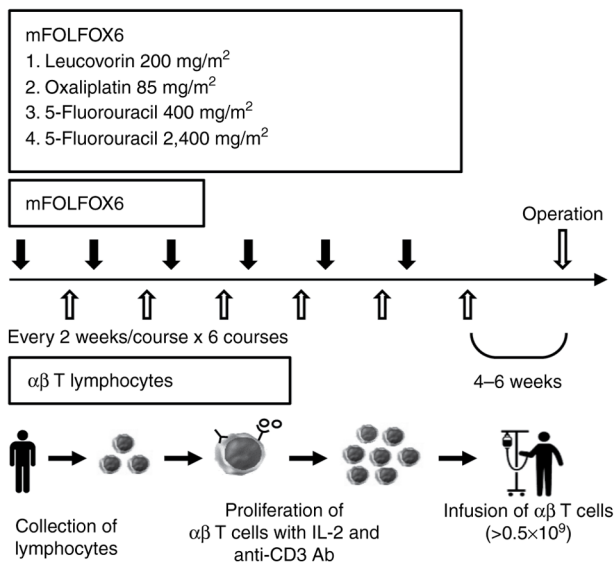 mFOLFOX6
1. Leucovorin 200 mg/m²
2. Oxaliplatin 85 mg/m²
3. 5-Fluorouracil 400 mg/m²
4. 5-Fluorouracil 2,400 mg/m²
mFOLFOX6
Operation
Every 2 weeks/course x 6 courses
4–6 weeks
αβ T lymphocytes
Collection of
lymphocytes
Proliferation of
αβ T cells with IL-2 and
anti-CD3 Ab
Infusion of αβ T cells
(>0.5×10⁹)